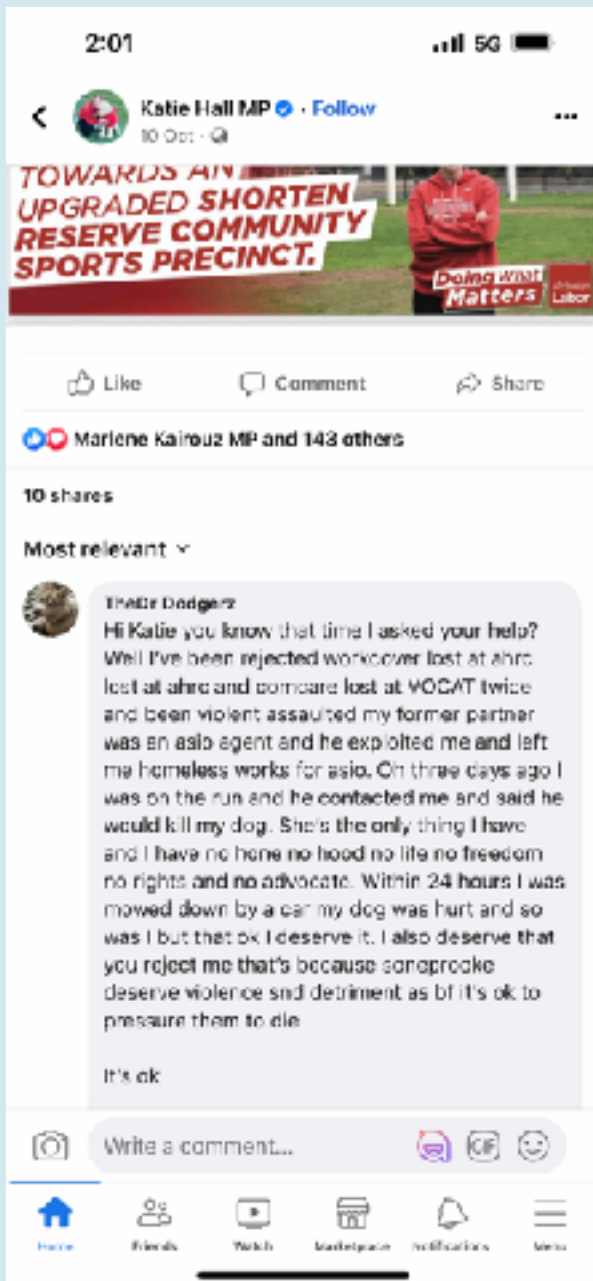 2:01
5G
Katie Hall MP · Follow
10 Oct ·
TOWARDS AN
UPGRADED SHORTEN
RESERVE COMMUNITY
SPORTS PRECINCT.
Doing What
Matters
Labor
Like
Comment
Share
Marlene Kairouz MP and 143 others
10 shares
Most relevant
TheDr Dodgerz
Hi Katie you know that time I asked your help?
Well I've been rejected workcover lost at ahrc
lost at ahrc and comcare lost at VOCAT twice
and been violent assaulted my former partner
was an asio agent and he exploited me and left
me homeless works for asio. Oh three days ago I
was on the run and he contacted me and said he
would kill my dog. She's the only thing I have
and I have no hone no hood no life no freedom
no rights and no advocate. Within 24 hours I was
mowed down by a car my dog was hurt and so
was I but that ok I deserve it. I also deserve that
you reject me that's because
deserve violence snd detriment as bf it's ok to
pressure them to die
It's ok
Write a comment...
GIF
Home
Friends
Watch
Marketplace
Notifications
Menu